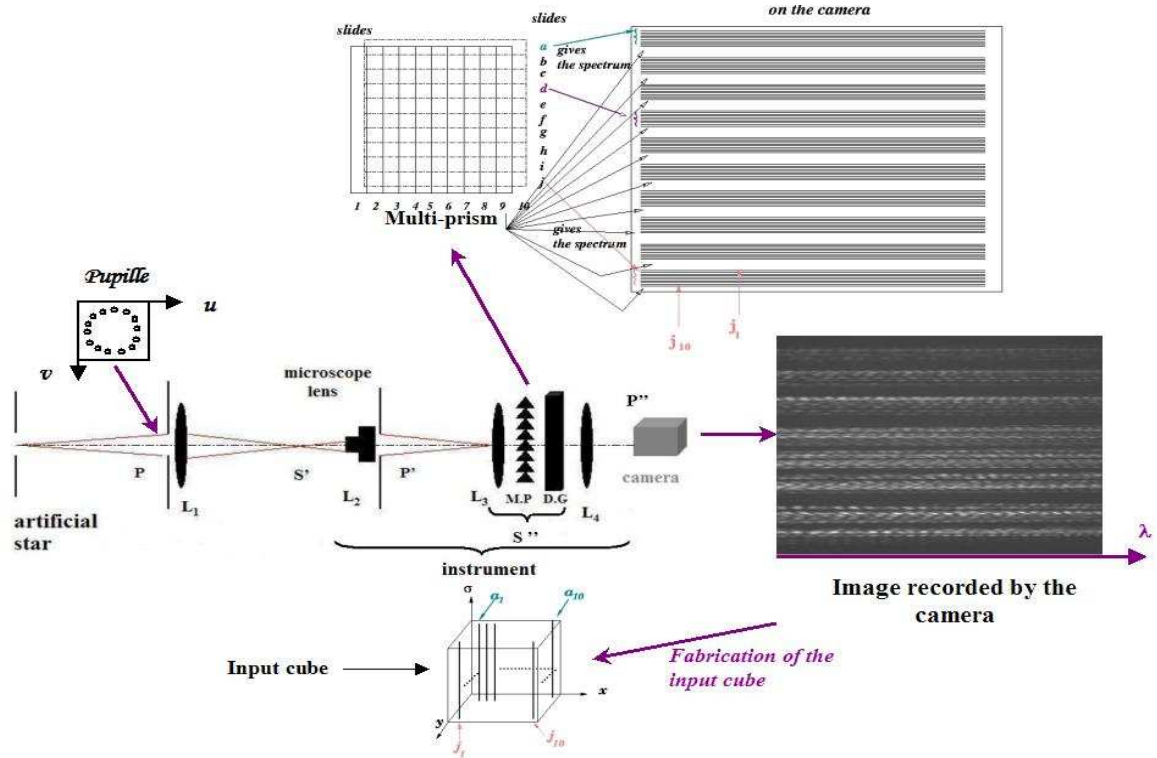 on the camera
slides
slides
a
gives
the spectrum
b
c
d
e
f
g
h
i
j
1 2 3 4 5 6 7 8 9 10
Multi-prism
gives
the spectrum
j10
j1
Pupille
u
v
microscope
lens
P''
P
S'
P'
camera
L1
L2
L3
M.P
D.G
L4
S ''
artificial
star
instrument
λ
Image recorded by the
camera
σ
a1
a10
Input cube
x
y
j1
j10
Fabrication of the
input cube